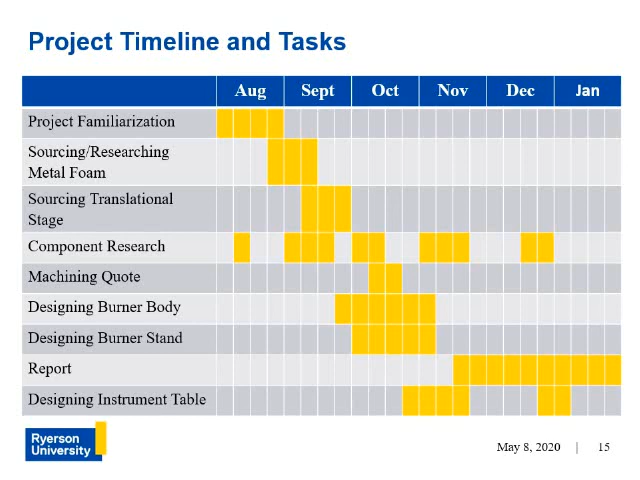 Project Timeline and Tasks
Aug Sept Oct Nov Dec Jan
Project Familiarization
Sourcing/Researching
Metal Foam
Sourcing Translational
Stage
Component Research
Machining Quote
Designing Burner Body
Designing Burner Stand
Report
Designing Instrument Table
Ryerson
University
May 8, 2020 | 15